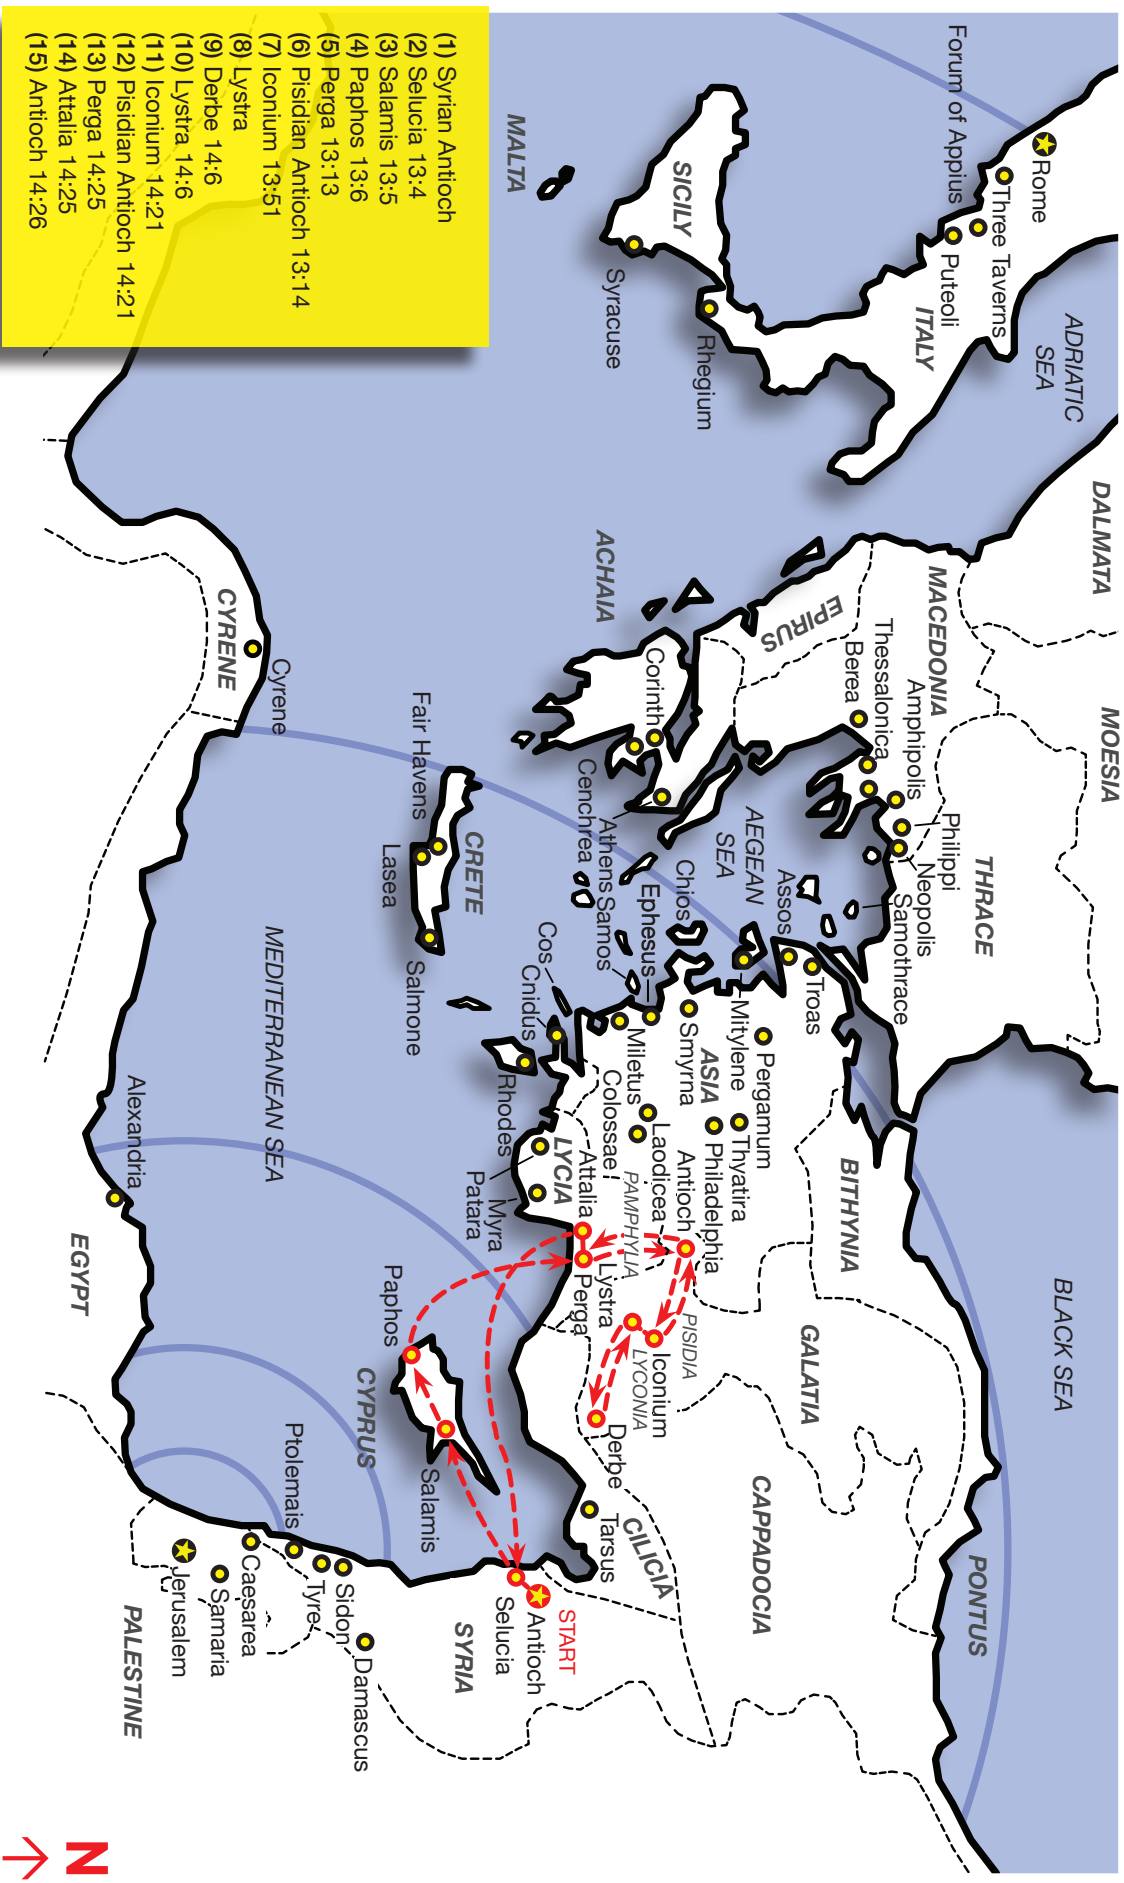 (1) Syrian Antioch
(2) Selucia 13:4
(3) Salamis 13:5
(4) Paphos 13:6
(5) Perga 13:13
(6) Pisidian Antioch 13:14
(7) Iconium 13:51
(8) Lystra
(9) Derbe 14:6
(10) Lystra 14:6
(11) Iconium 14:21
(12) Pisidian Antioch 14:21
(13) Perga 14:25
(14) Attalia 14:25
(15) Antioch 14:26
Rome
Three Taverns
Forum of Appius
Puteoli
ITALY
ADRIATIC
SEA
SICILY
Syracuse
Rhegium
MALTA
DALMATA
MOESIA
MACEDONIA
EPIRUS
ACHAIA
THRACE
Thessalonica
Berea
Amphipolis
Philippi
Neopolis
Samothrace
Corinth
Cenchrea
Athens
AEGEAN
SEA
Assos
Troas
Chios
Samos
Ephesus
Mitylene
Pergamum
Smyrna
ASIA
Thyatira
Philadelphia
Miletus
Laodicea
Colossae
Antioch
Cos
Cnidus
Rhodes
LYCIA
Patara
Myra
Attalia
PAMPHYLIA
Perga
Lystra
Iconium
PISIDIA
LYCONIA
Derbe
BITHYNIA
BLACK SEA
GALATIA
CAPPADOCIA
PONTUS
CILICIA
Tarsus
START
Antioch
Selucia
SYRIA
CYPRUS
Paphos
Salamis
CRETE
Fair Havens
Lasea
Salmone
MEDITERRANEAN SEA
CYRENE
Cyrene
Alexandria
EGYPT
Ptolemais
Tyre
Sidon
Damascus
Caesarea
Samaria
Jerusalem
PALESTINE
N